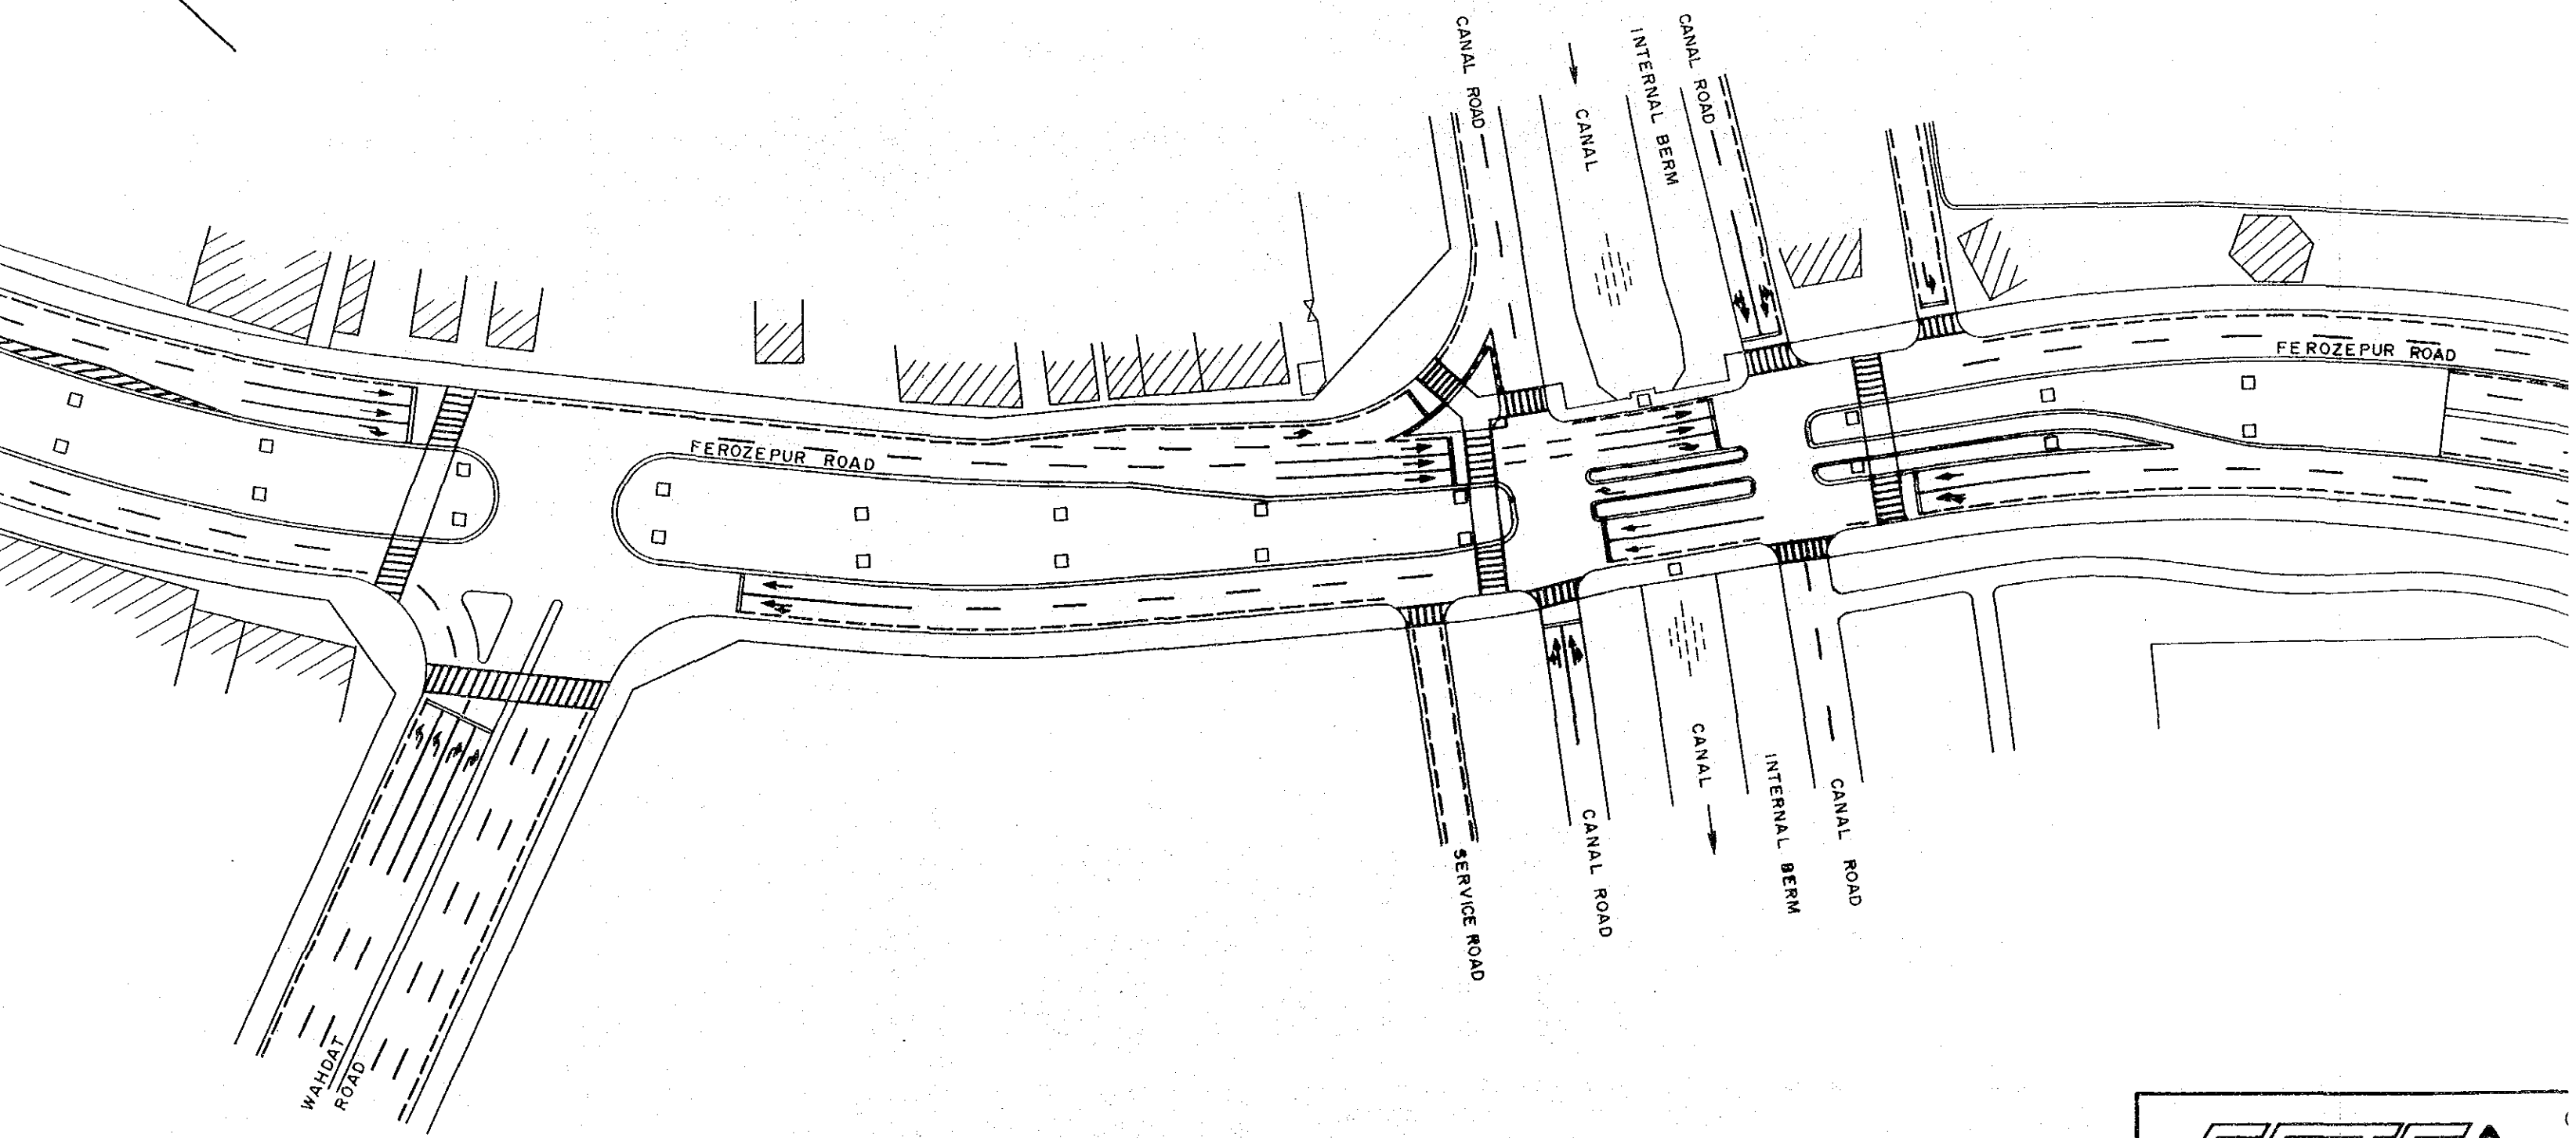 CANAL ROAD
CANAL
INTERNAL BERM
CANAL ROAD
FEROZEPUR ROAD
FEROZEPUR ROAD
SERVICE ROAD
CANAL ROAD
CANAL
INTERNAL BERM
CANAL ROAD
WAHDAT
ROAD